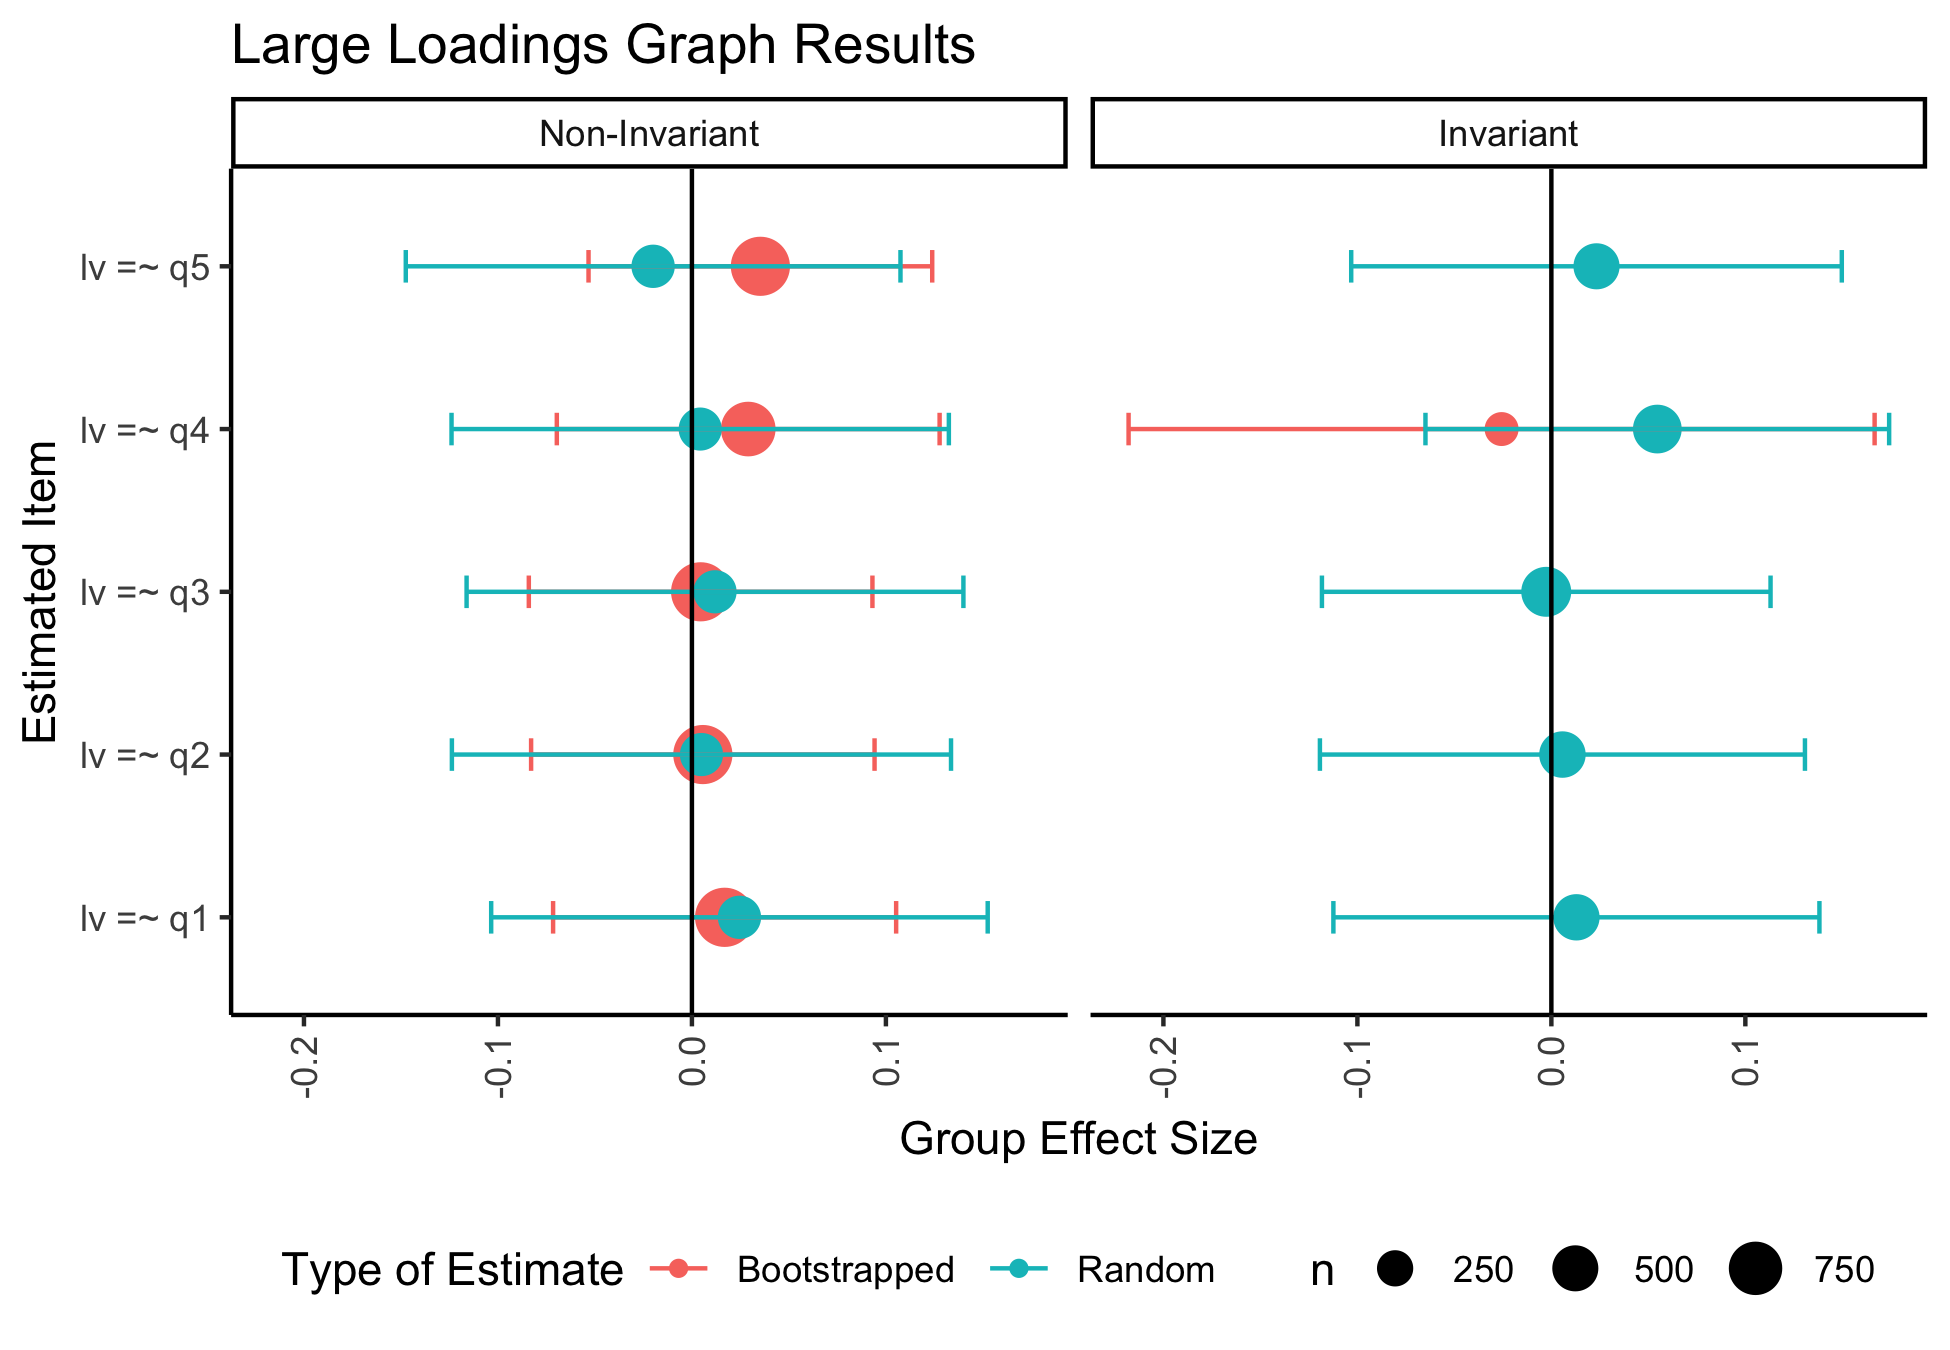 Large Loadings Graph Results
Non-Invariant
Invariant
Estimated Item
lv =~ q5
lv =~ q4
lv =~ q3
lv =~ q2
lv =~ q1
-0.2
-0.1
0.0
0.1
-0.2
-0.1
0.0
0.1
Group Effect Size
Type of Estimate Bootstrapped Random n 250 500 750